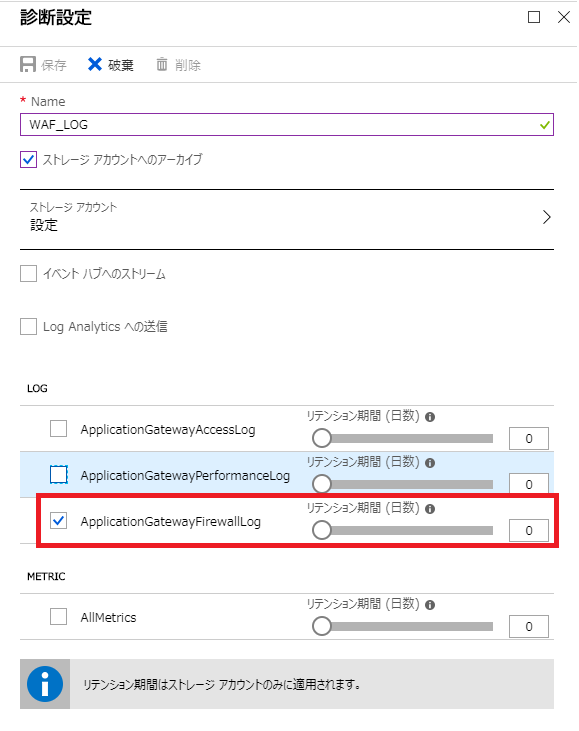 診断設定
保存 破棄 削除
* Name
WAF_LOG
ストレージ アカウントへのアーカイブ
ストレージ アカウント
設定
イベント ハブへのストリーム
Log Analytics への送信
LOG
リテンション期間 (日数)
ApplicationGatewayAccessLog 0
リテンション期間 (日数)
ApplicationGatewayPerformanceLog 0
リテンション期間 (日数)
ApplicationGatewayFirewallLog 0
METRIC
リテンション期間 (日数)
AllMetrics 0
リテンション期間はストレージ アカウントのみに適用されます。